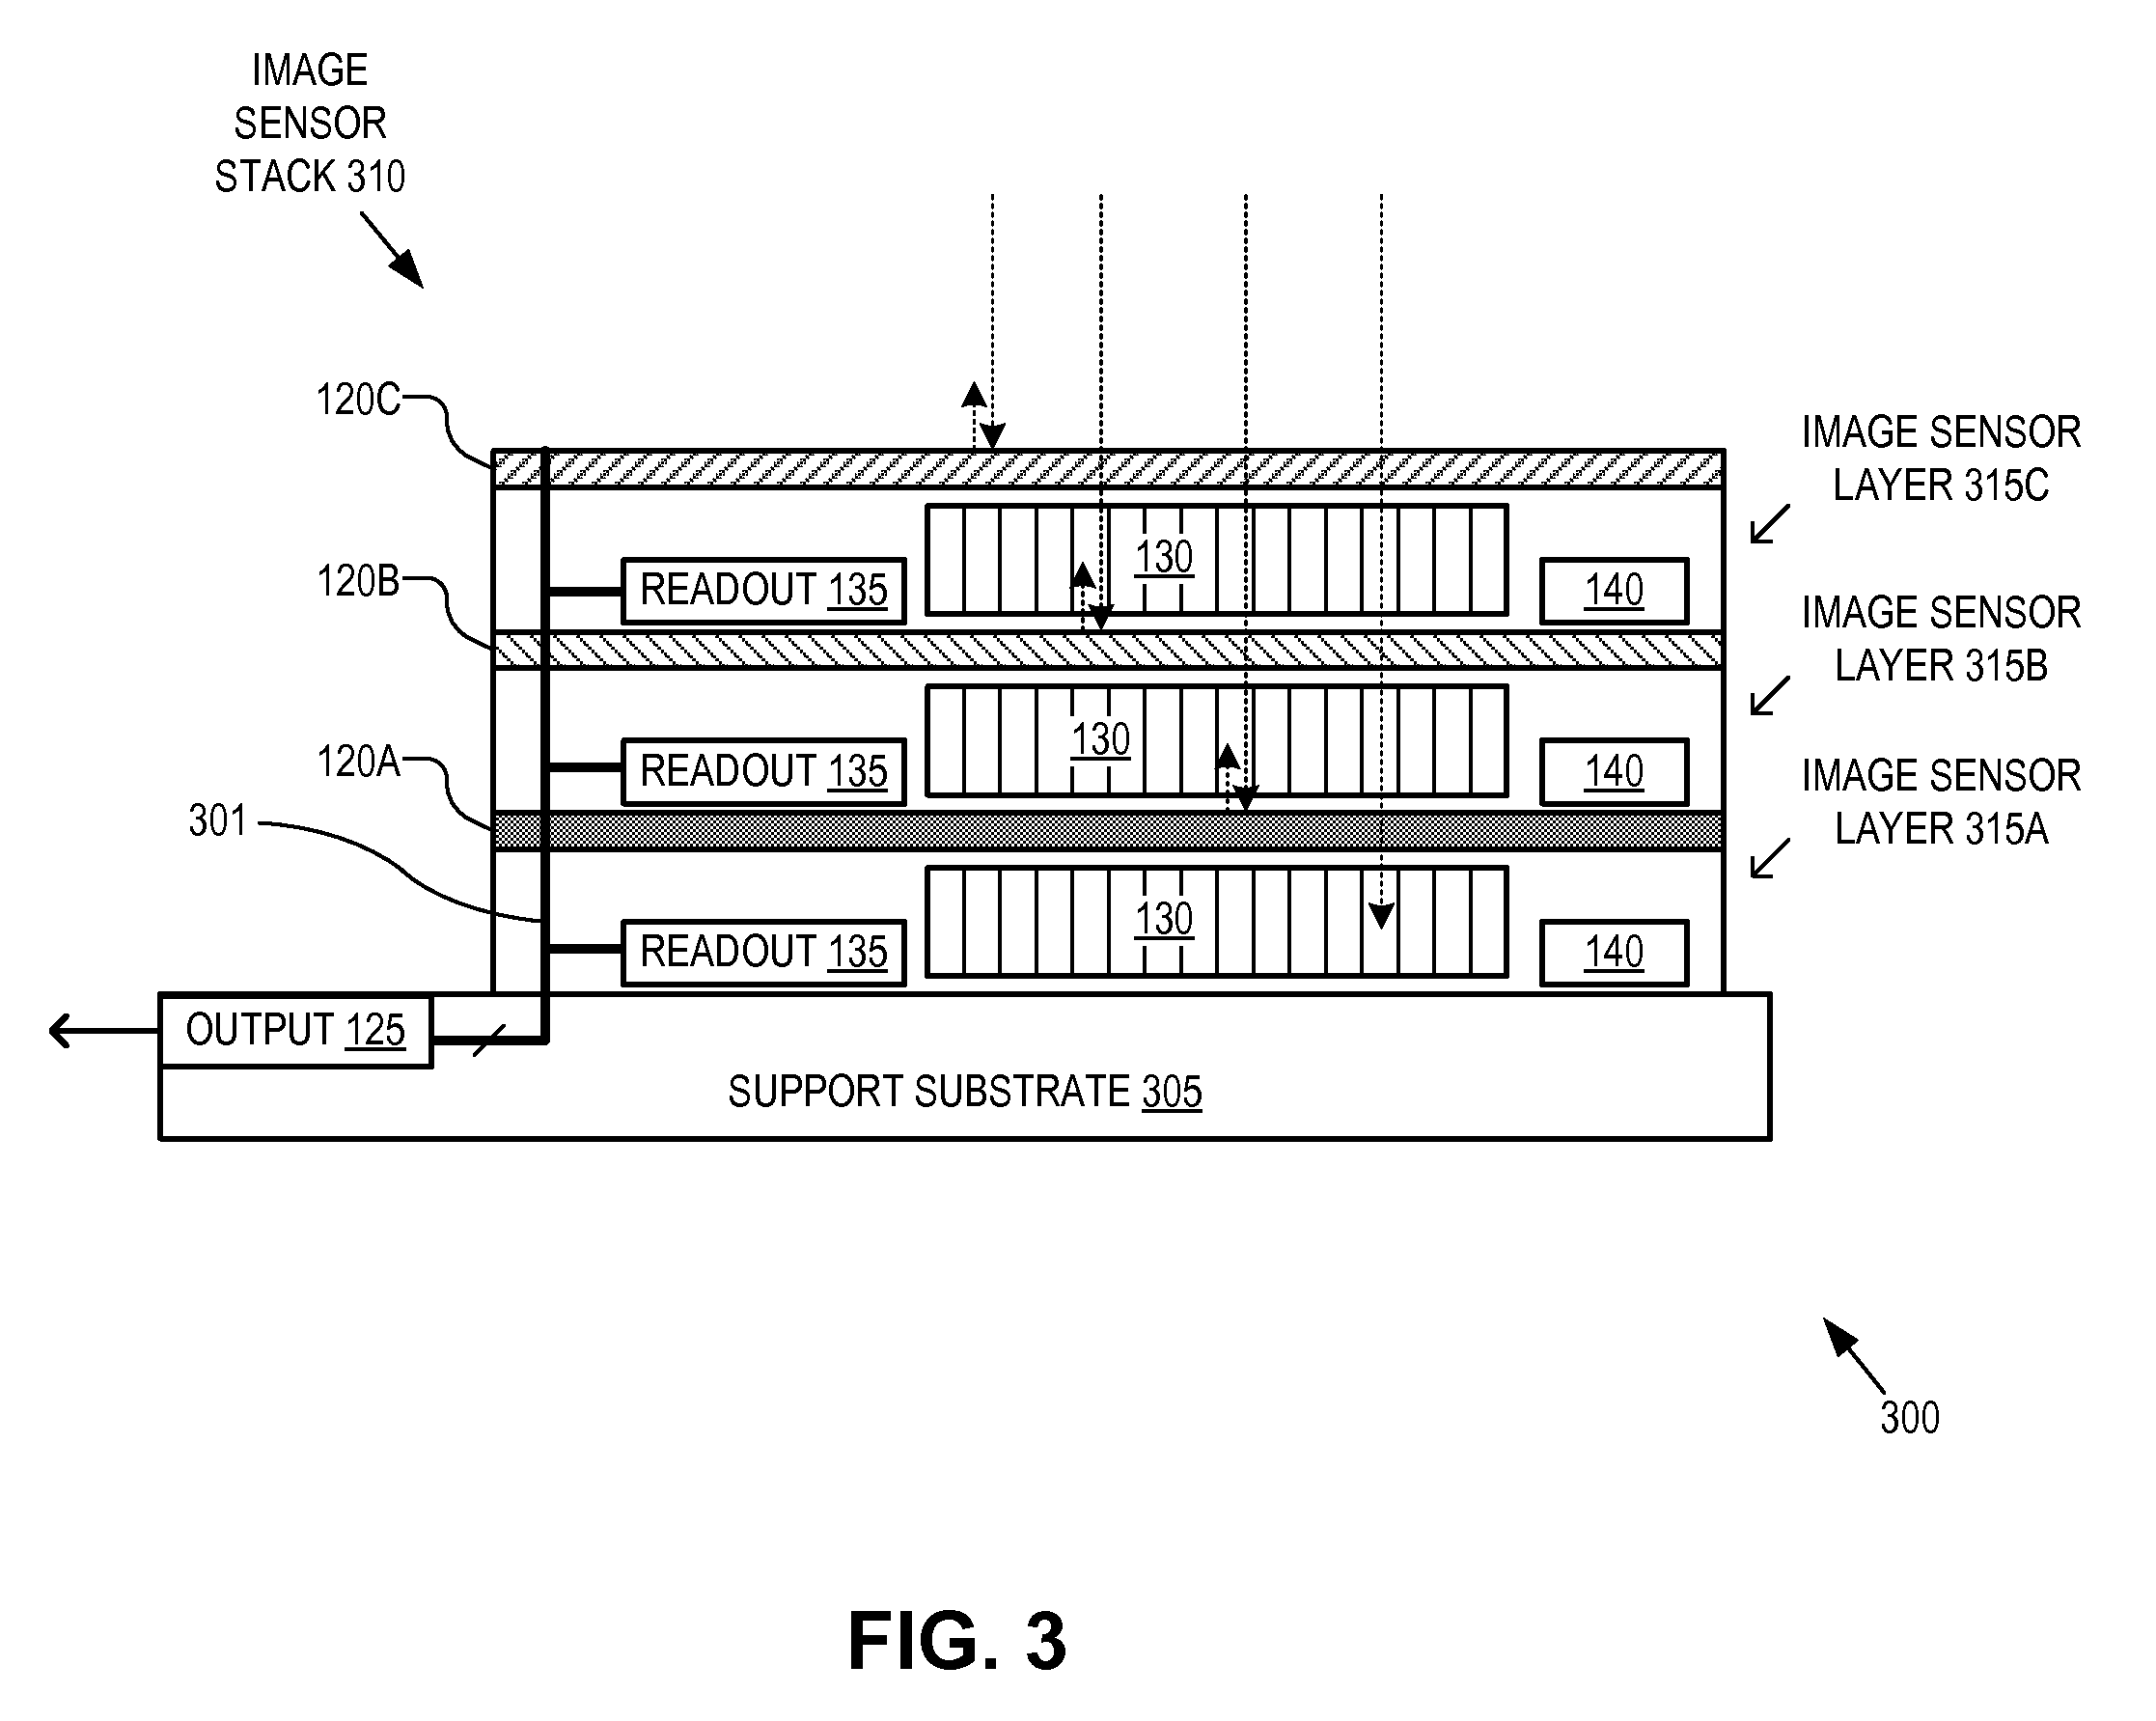 IMAGE
SENSOR
STACK 310
120C
IMAGE SENSOR
LAYER 315C
130
READOUT 135
140
120B
IMAGE SENSOR
LAYER 315B
130
READOUT 135
140
120A
IMAGE SENSOR
LAYER 315A
301
130
READOUT 135
140
OUTPUT 125
SUPPORT SUBSTRATE 305
300
FIG. 3